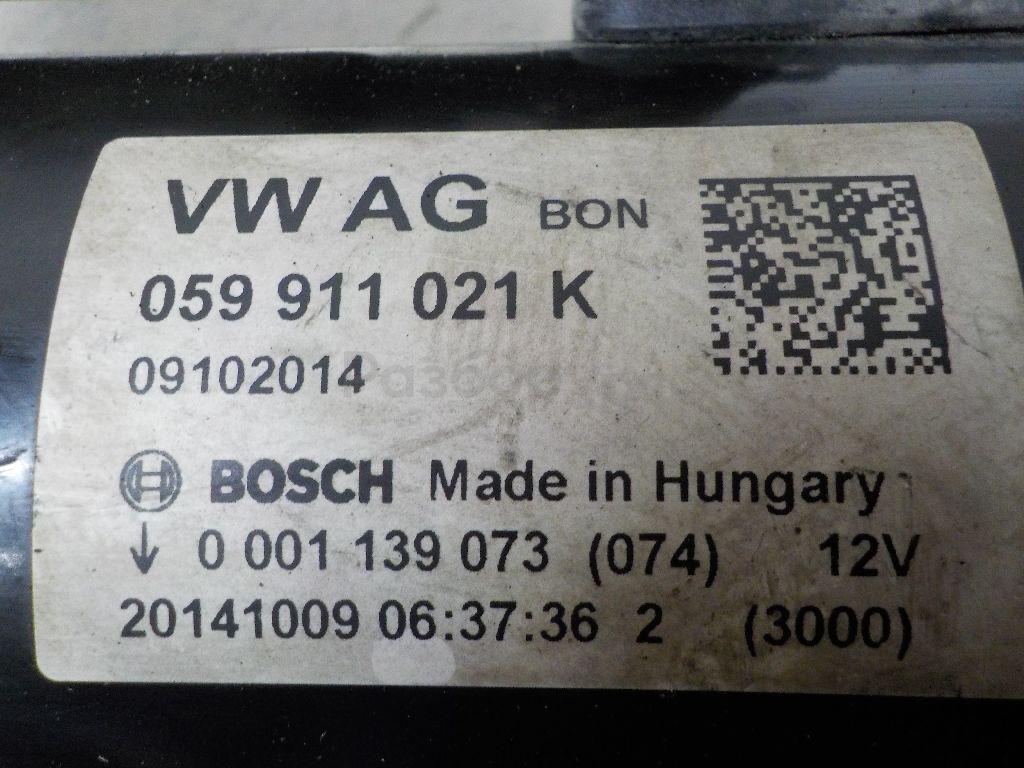 VW AG BON
059 911 021 K
09102014
BOSCH Made in Hungary
↓ 0 001 139 073 (074) 12V
20141009 06:37:36 2 (3000)